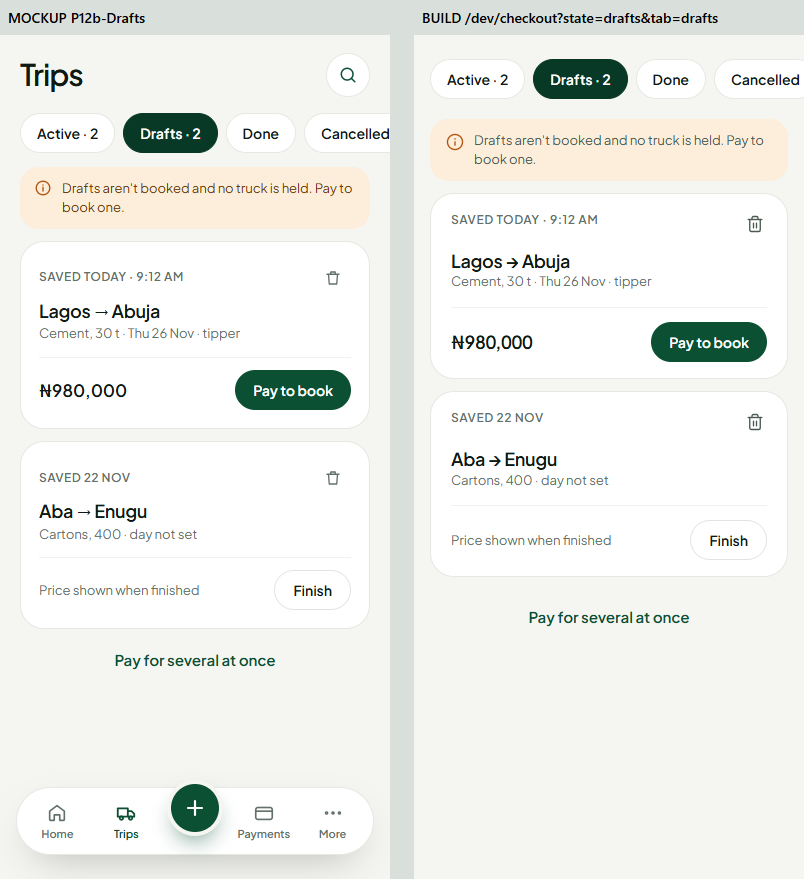 MOCKUP P12b-Drafts
Trips
Active · 2
Drafts · 2
Done
Cancelled
Drafts aren't booked and no truck is held. Pay to
book one.
SAVED TODAY · 9:12 AM
Lagos → Abuja
Cement, 30 t · Thu 26 Nov · tipper
₦980,000
Pay to book
SAVED 22 NOV
Aba → Enugu
Cartons, 400 · day not set
Price shown when finished
Finish
Pay for several at once
Home
Trips
Payments
More
BUILD /dev/checkout?state=drafts&tab=drafts
Active · 2
Drafts · 2
Done
Cancelled
Drafts aren't booked and no truck is held. Pay to
book one.
SAVED TODAY · 9:12 AM
Lagos → Abuja
Cement, 30 t · Thu 26 Nov · tipper
₦980,000
Pay to book
SAVED 22 NOV
Aba → Enugu
Cartons, 400 · day not set
Price shown when finished
Finish
Pay for several at once